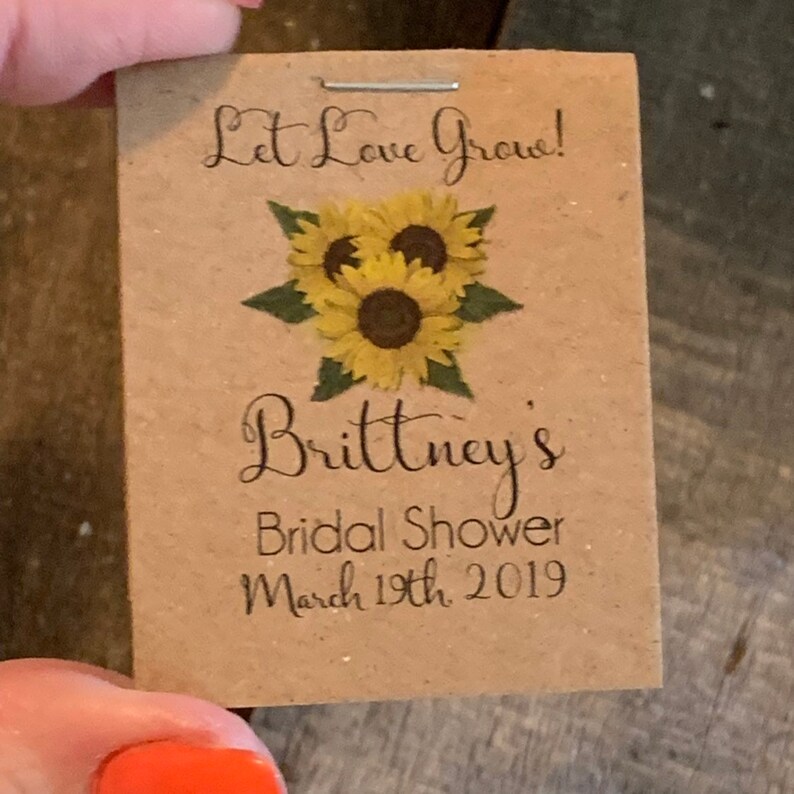 Let Love Grow!
Brittney's
Bridal Shower
March 19th, 2019